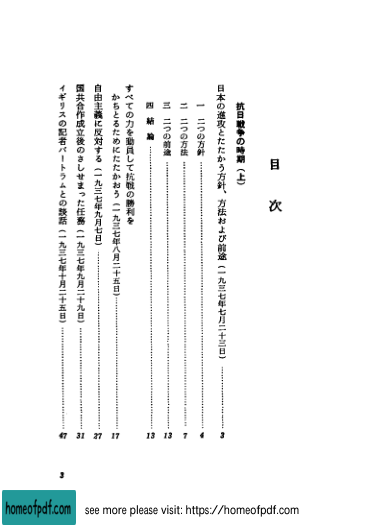 目次
抗日戦争の時期（上）
日本の進攻とたたかう方針、方法および前途（一九三七年七月二十三日）……3
一　二つの方針……4
二　二つの方法……7
三　二つの前途……13
四　結論……13
すべての力を動員して抗戦の勝利を
かちとるためにたたかおう（一九三七年八月二十五日）……17
自由主義に反対する（一九三七年九月七日）……27
国共合作成立後のさしせまった任務（一九三七年九月二十九日）……31
イギリスの記者バートラムとの談話（一九三七年十月二十五日）……47
3
homeofpdf.com
see more please visit: https://homeofpdf.com